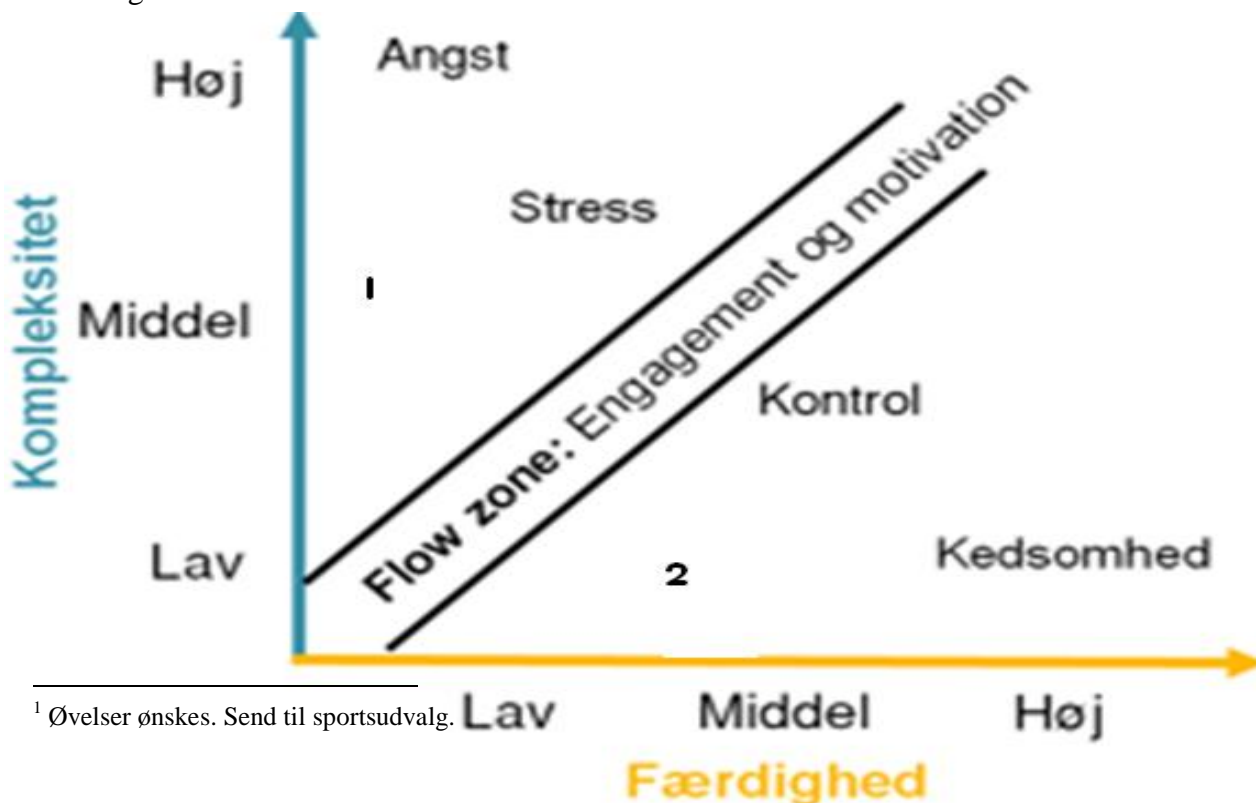 Høj
Angst
Stress
Kompleksitet
1
Middel
Flow zone: Engagement og motivation
Kontrol
Lav
2
Kedsomhed
1 Øvelser ønskes. Send til sportsudvalg.
Lav Middel Høj
Færdighed